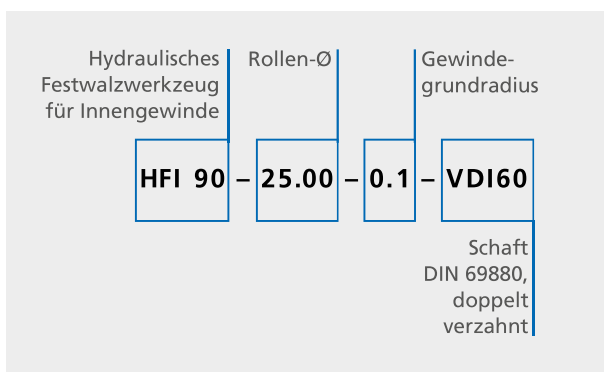 Hydraulisches
Festwalzwerkzeug
für Innengewinde
Rollen-Ø
Gewinde-
grundradius
HFI 90 – 25.00 – 0.1 – VDI60
Schaft
DIN 69880,
doppelt
verzahnt